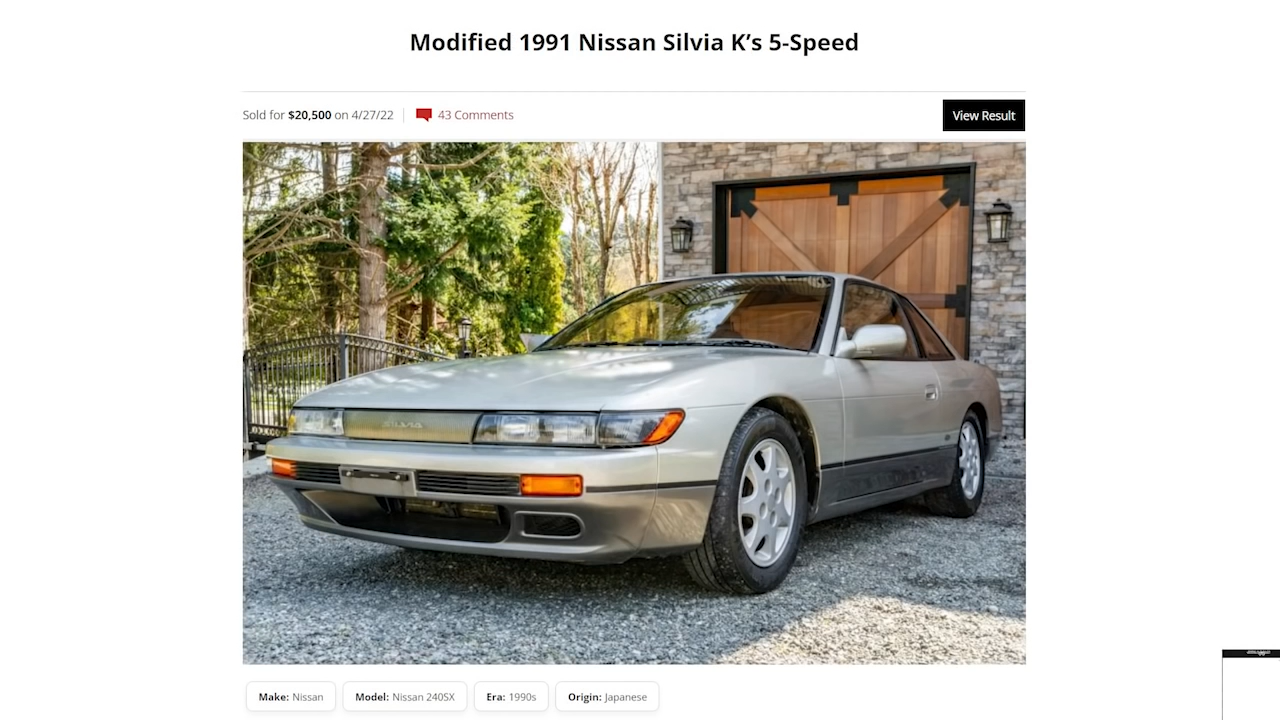 Modified 1991 Nissan Silvia K’s 5-Speed
Sold for $20,500 on 4/27/22
43 Comments
View Result
SILVIA
Make: Nissan
Model: Nissan 240SX
Era: 1990s
Origin: Japanese